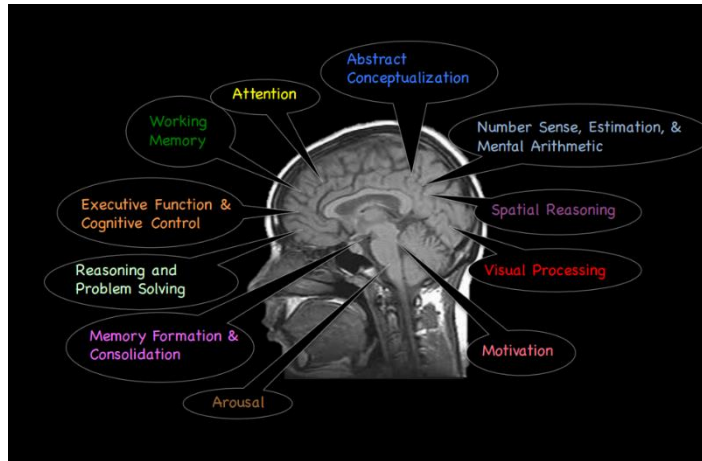 Abstract
Conceptualization
Attention
Working
Memory
Number Sense, Estimation, &
Mental Arithmetic
Executive Function &
Cognitive Control
Spatial Reasoning
Reasoning and
Problem Solving
Visual Processing
Memory Formation &
Consolidation
Motivation
Arousal